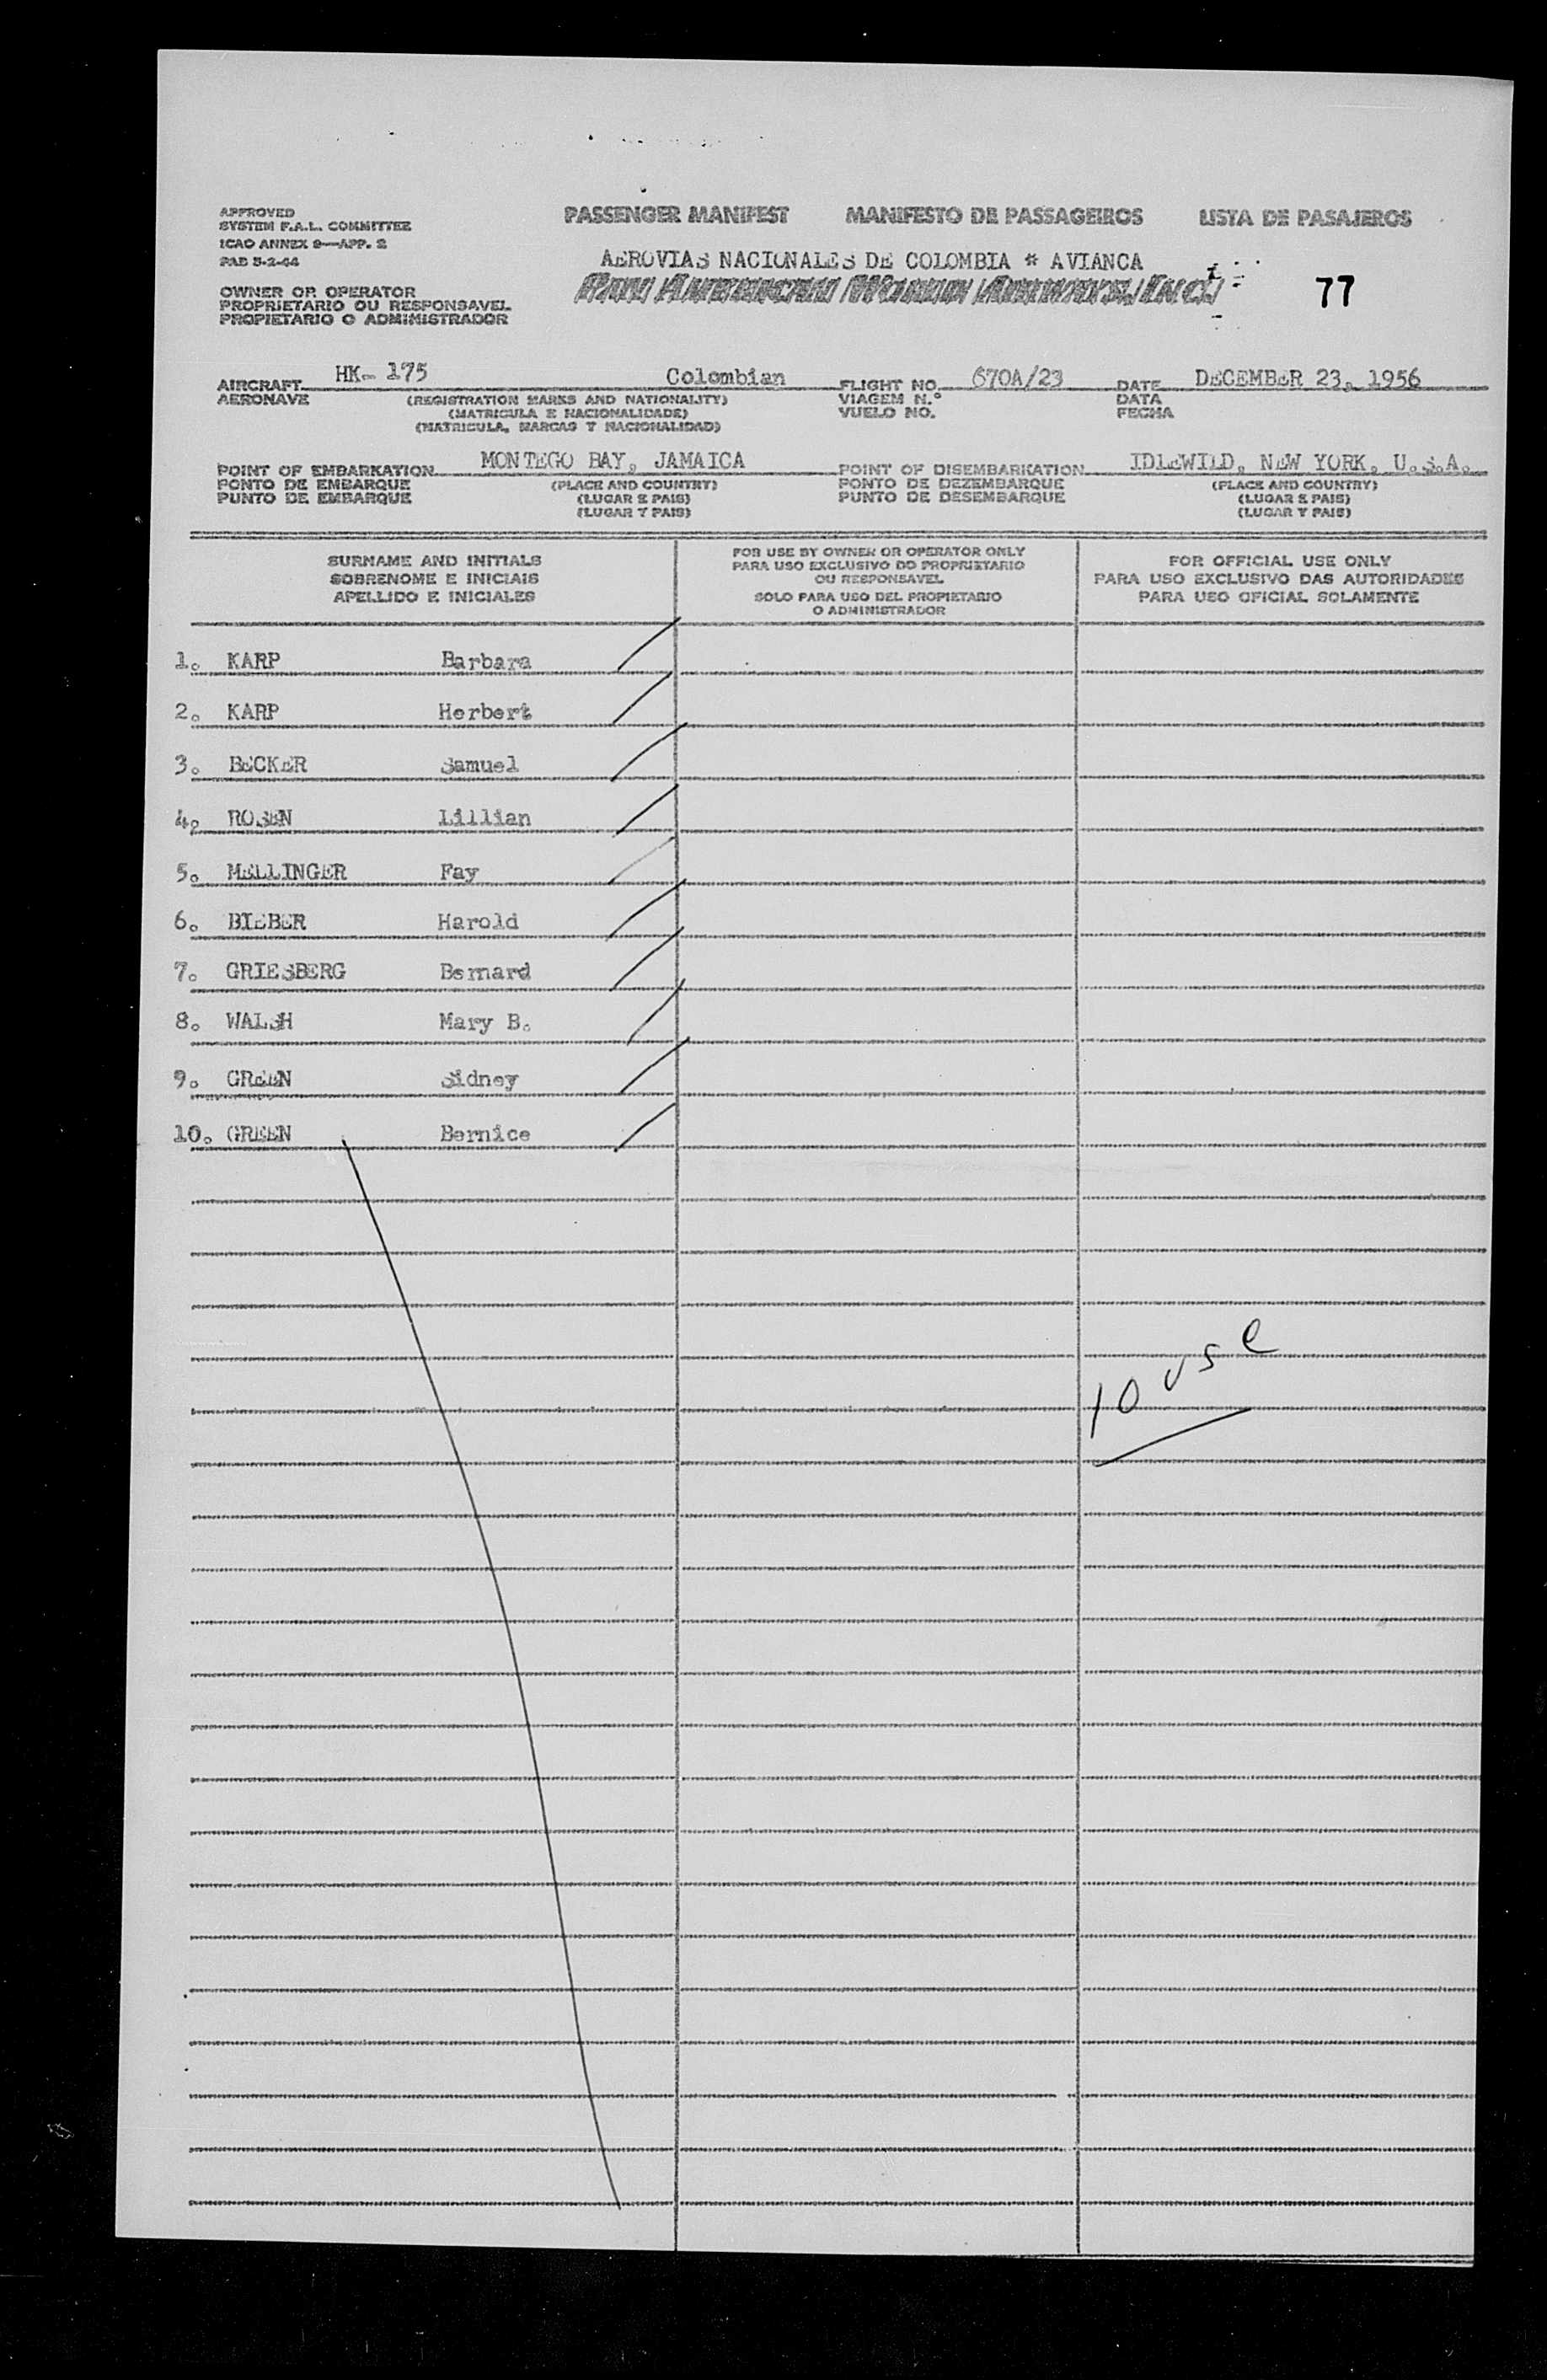 APPROVED
SYSTEM F.A.L. COMMITTEE
ICAO ANNEX 9—APP. 2
PAB 5-2-44
PASSENGER MANIFEST MANIFESTO DE PASSAGEIROS LISTA DE PASAJEROS
AEROVIAS NACIONALES DE COLOMBIA * AVIANCA
Pan American World Airways, Inc.
77
OWNER OR OPERATOR
PROPRIETARIO OU RESPONSAVEL
PROPIETARIO O ADMINISTRADOR
AIRCRAFT HK- 175 Colombian FLIGHT NO. 670A/23 DATE DECEMBER 23, 1956
AERONAVE (REGISTRATION MARKS AND NATIONALITY) VIAGEM N.º DATA
(MATRICULA E NACIONALIDADE) VUELO NO. FECHA
(MATRICULA, MARCAS Y NACIONALIDAD)
POINT OF EMBARKATION MONTEGO BAY, JAMAICA POINT OF DISEMBARKATION IDLEWILD, NEW YORK, U.S.A.
PONTO DE EMBARQUE (PLACE AND COUNTRY) PONTO DE DEZEMBARQUE (PLACE AND COUNTRY)
PUNTO DE EMBARQUE (LUGAR E PAIS) PUNTO DE DESEMBARQUE (LUGAR E PAIS)
(LUGAR Y PAIS) (LUGAR Y PAIS)
SURNAME AND INITIALS
SOBRENOME E INICIAIS
APELLIDO E INICIALES
FOR USE BY OWNER OR OPERATOR ONLY
PARA USO EXCLUSIVO DO PROPRIETARIO
OU RESPONSAVEL
SOLO PARA USO DEL PROPIETARIO
O ADMINISTRADOR
FOR OFFICIAL USE ONLY
PARA USO EXCLUSIVO DAS AUTORIDADES
PARA USO OFICIAL SOLAMENTE
1. KARP Barbara
2. KARP Herbert
3. BECKER Samuel
4. ROSEN Lillian
5. MELLINGER Fay
6. BIEBER Harold
7. GRIESBERG Bernard
8. WALSH Mary B.
9. GREEN Sidney
10. GREEN Bernice
10 USC